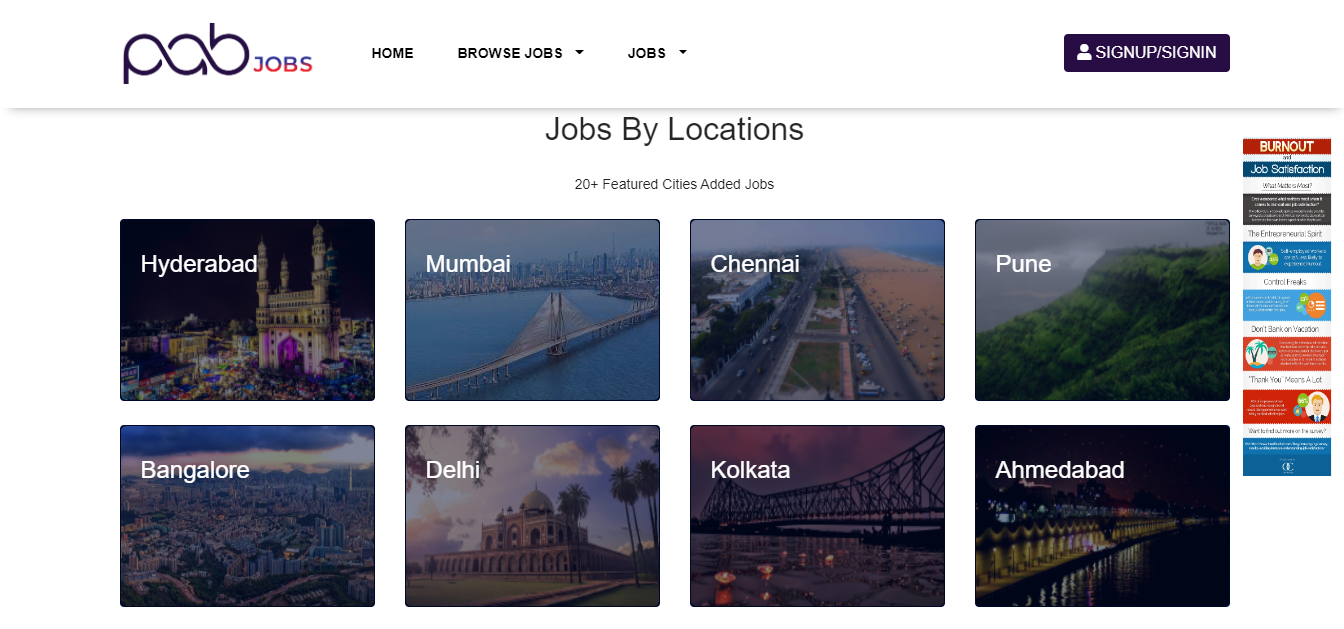 pab JOBS
HOME
BROWSE JOBS
JOBS
SIGNUP/SIGNIN
Jobs By Locations
20+ Featured Cities Added Jobs
Hyderabad
Mumbai
Chennai
Pune
Bangalore
Delhi
Kolkata
Ahmedabad
BURNOUT
and
Job Satisfaction
What Matters Most?
The Entrepreneurial Spirit
Control Freaks
Don't Bank on Vacation
"Thank You" Means A Lot
Want to find out more on the survey?